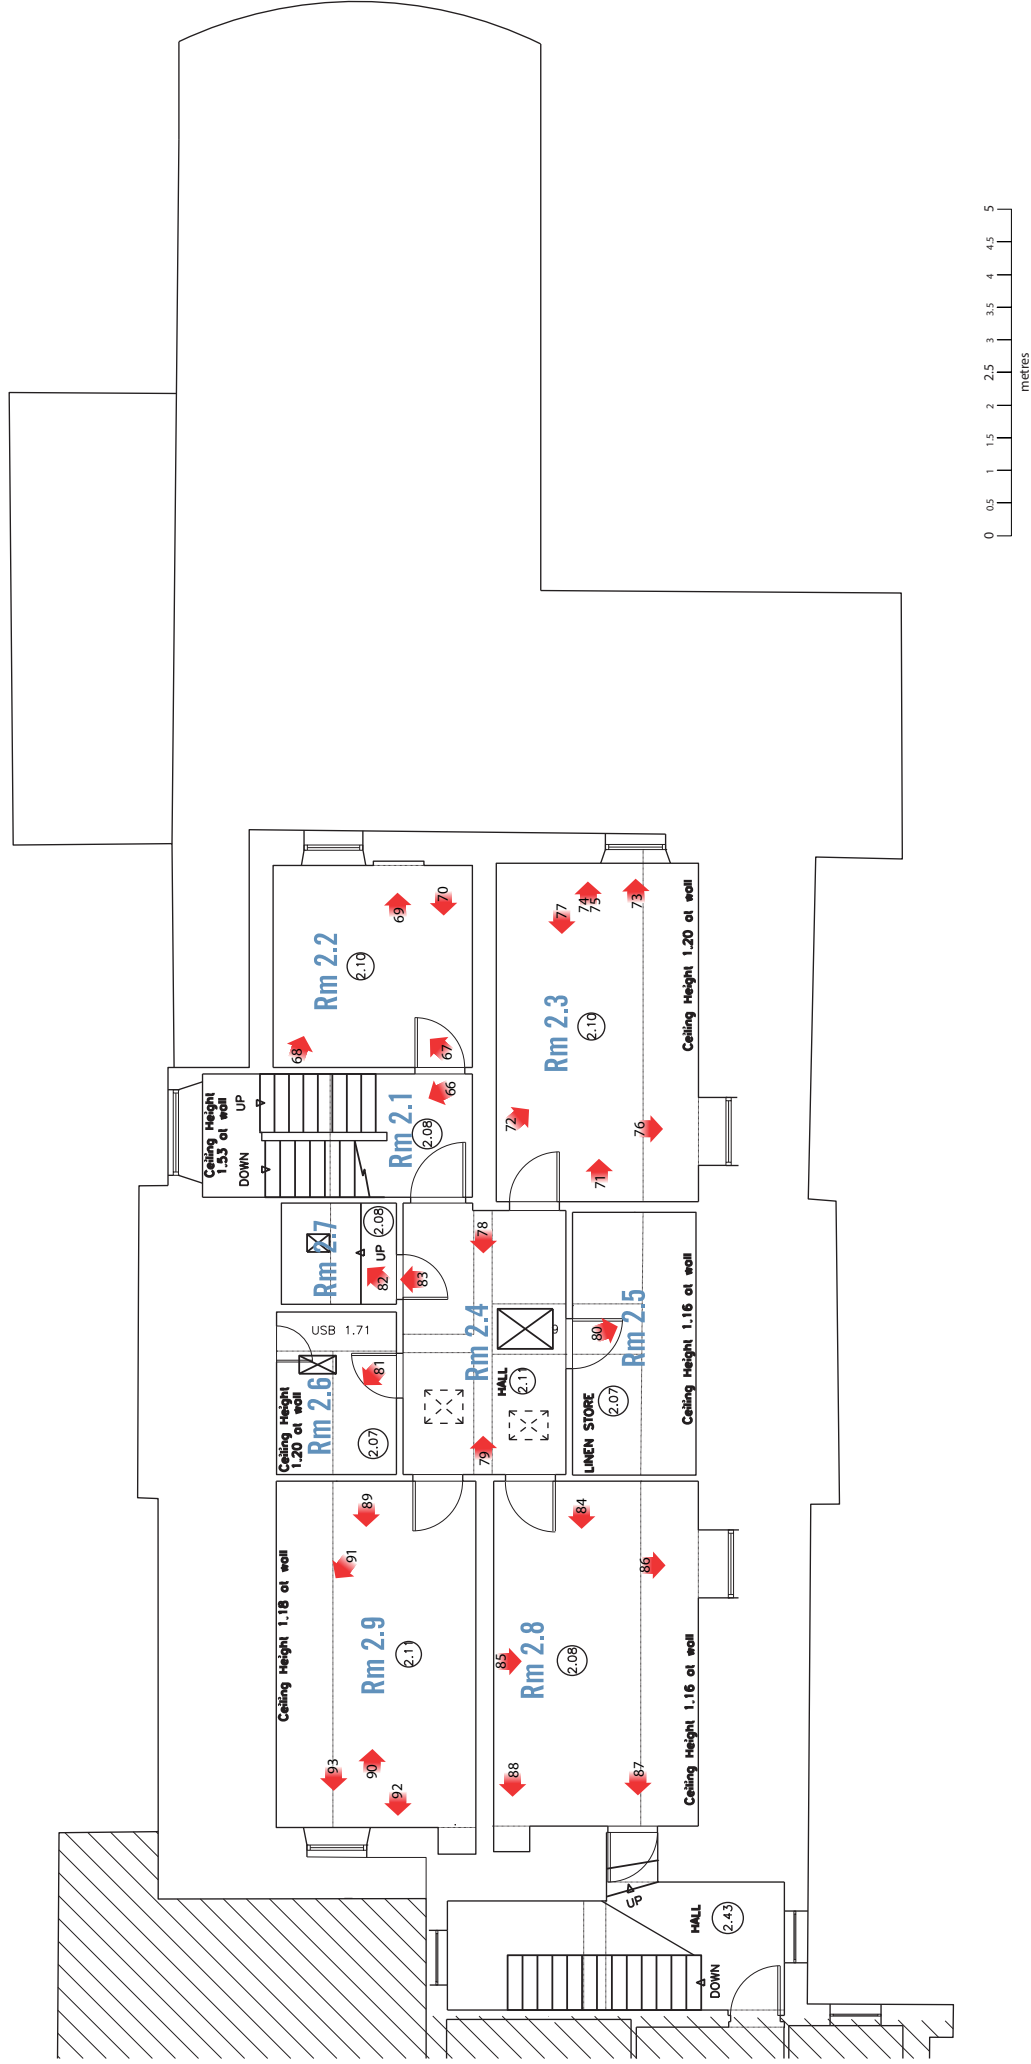 0 0.5 1 1.5 2 2.5 3 3.5 4 4.5 5
metres
Rm 2.2
2.10
68
69
70
67
Ceiling Height
1.53 at wall
UP
DOWN
Rm 2.1
2.08
66
Rm 2.3
2.10
77
74
75
73
72
76
71
Ceiling Height 1.20 at wall
Rm 2.7
2.08
UP
82
83
USB 1.71
Ceiling Height
1.20 at wall
Rm 2.6
2.07
81
78
Rm 2.4
HALL
2.11
9
79
80
Rm 2.5
LINEN STORE
2.07
Ceiling Height 1.16 at wall
Ceiling Height 1.18 at wall
89
91
Rm 2.9
2.11
93
90
92
84
86
85
Rm 2.8
2.08
88
87
Ceiling Height 1.16 at wall
UP
HALL
2.43
DOWN